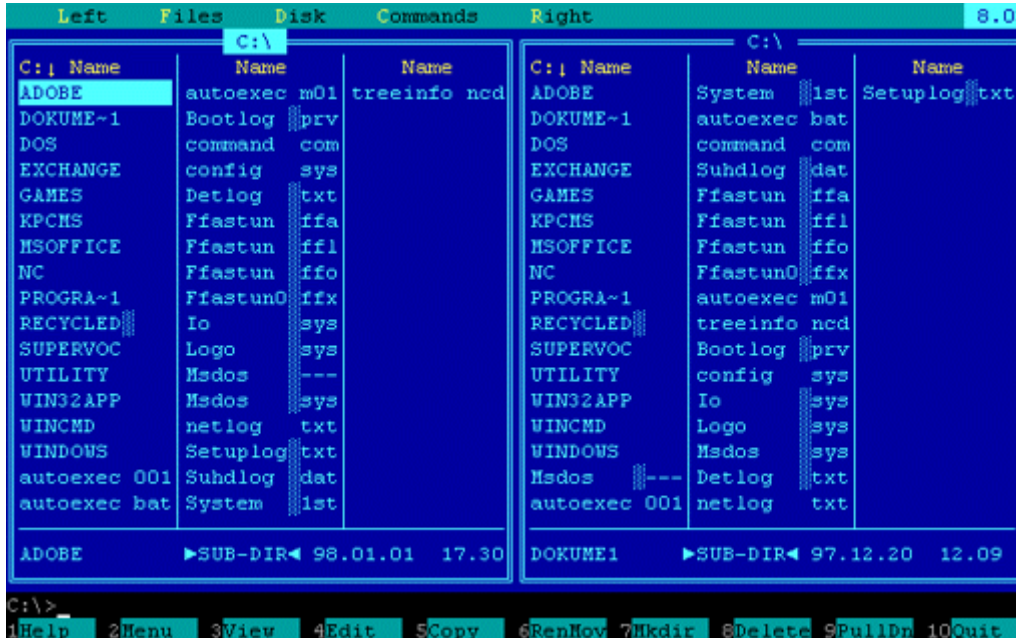 Left Files Disk Commands Right 8.0
C:\ C:\
C:↓ Name Name Name C:↓ Name Name Name
ADOBE autoexec m01 treeinfo ncd ADOBE System 1st Setuplog txt
DOKUME~1 Bootlog prv DOKUME~1 autoexec bat
DOS command com DOS command com
EXCHANGE config sys EXCHANGE Suhdlog dat
GAMES Detlog txt GAMES Ffastun ffa
KPCMS Ffastun ffa KPCMS Ffastun ffl
MSOFFICE Ffastun ffl MSOFFICE Ffastun ffo
NC Ffastun ffo NC Ffastun0 ffx
PROGRA~1 Ffastun0 ffx PROGRA~1 autoexec m01
RECYCLED Io sys RECYCLED treeinfo ncd
SUPERVOC Logo sys SUPERVOC Bootlog prv
UTILITY Msdos --- UTILITY config sys
WIN32APP Msdos sys WIN32APP Io sys
WINCMD netlog txt WINCMD Logo sys
WINDOWS Setuplog txt WINDOWS Msdos sys
autoexec 001 Suhdlog dat Msdos --- Detlog txt
autoexec bat System 1st autoexec 001 netlog txt
ADOBE ►SUB-DIR◄ 98.01.01 17.30 DOKUME1 ►SUB-DIR◄ 97.12.20 12.09
C:\>_
1Help 2Menu 3View 4Edit 5Copy 6RenMov 7Mkdir 8Delete 9PullDn 10Quit